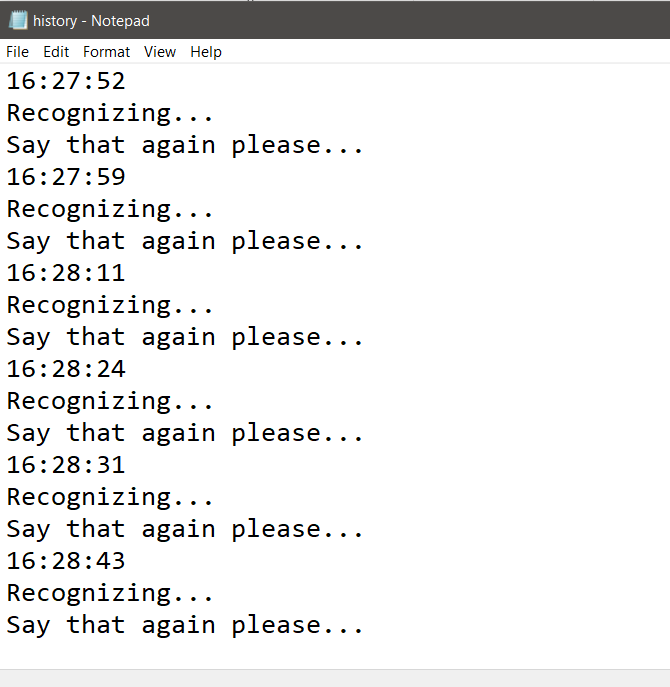 history - Notepad
File Edit Format View Help
16:27:52
Recognizing...
Say that again please...
16:27:59
Recognizing...
Say that again please...
16:28:11
Recognizing...
Say that again please...
16:28:24
Recognizing...
Say that again please...
16:28:31
Recognizing...
Say that again please...
16:28:43
Recognizing...
Say that again please...